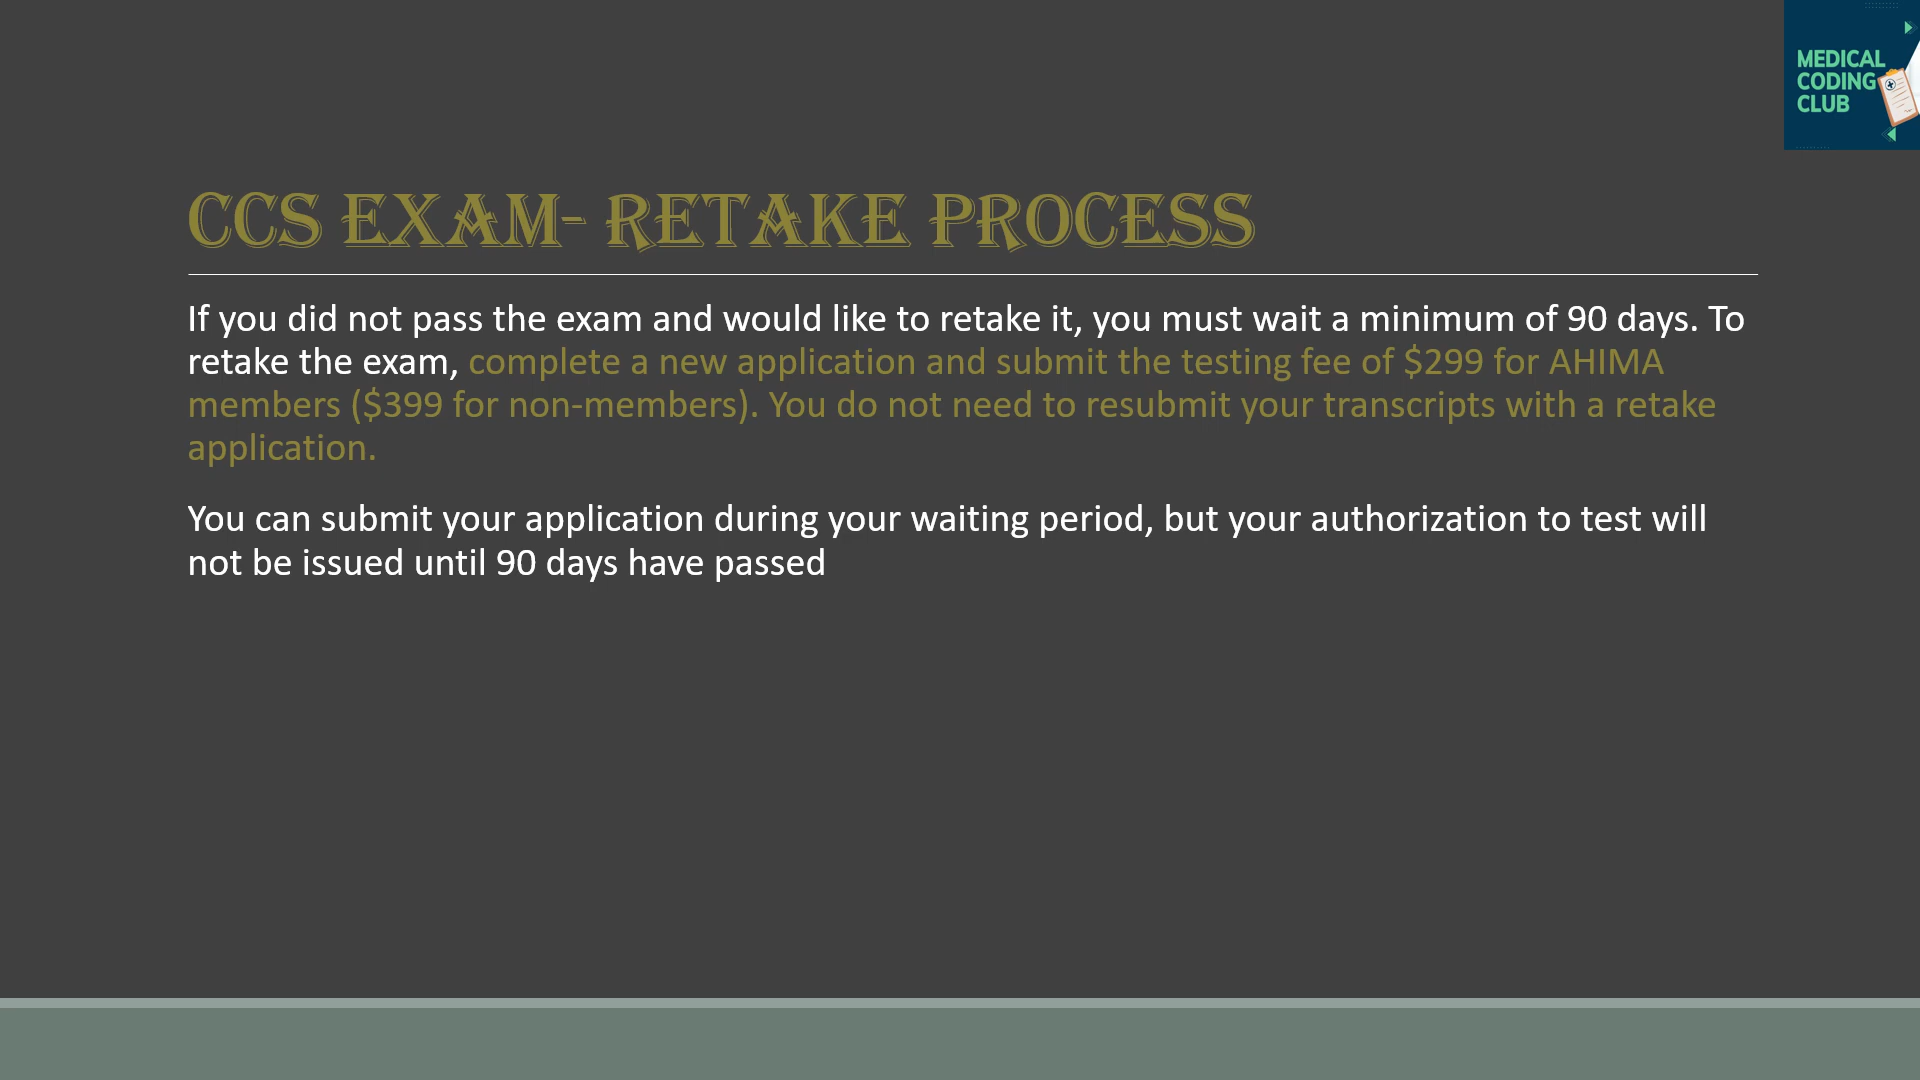 MEDICAL
CODING
CLUB
CCS EXAM- RETAKE PROCESS
If you did not pass the exam and would like to retake it, you must wait a minimum of 90 days. To
retake the exam, complete a new application and submit the testing fee of $299 for AHIMA
members ($399 for non-members). You do not need to resubmit your transcripts with a retake
application.
You can submit your application during your waiting period, but your authorization to test will
not be issued until 90 days have passed